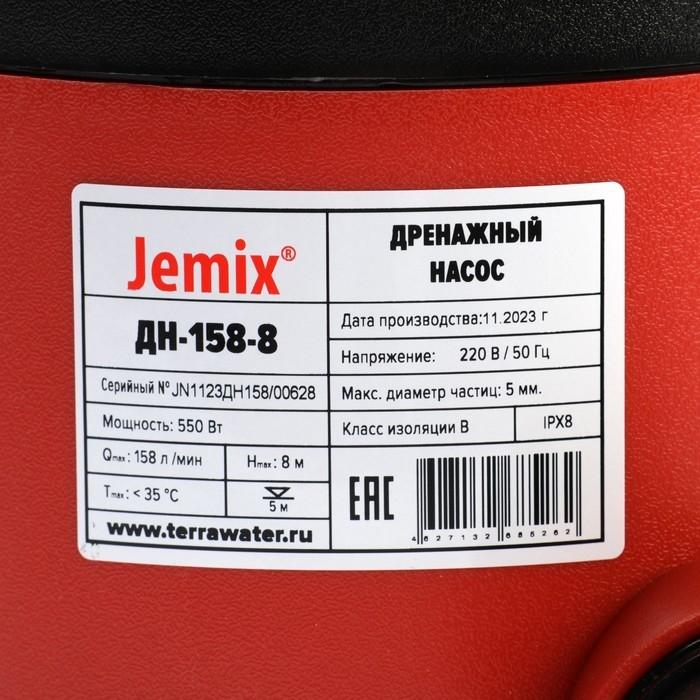 Jemix®
ДН-158-8
Серийный № JN1123ДН158/00628
Мощность: 550 Вт
Qmax: 158 л/мин
Hmax: 8 м
Tmax: < 35 °C
5 м
www.terrawater.ru
ДРЕНАЖНЫЙ
НАСОС
Дата производства:11.2023 г
Напряжение: 220 В / 50 Гц
Макс. диаметр частиц: 5 мм.
Класс изоляции В
IPX8
EAC
4627132685262